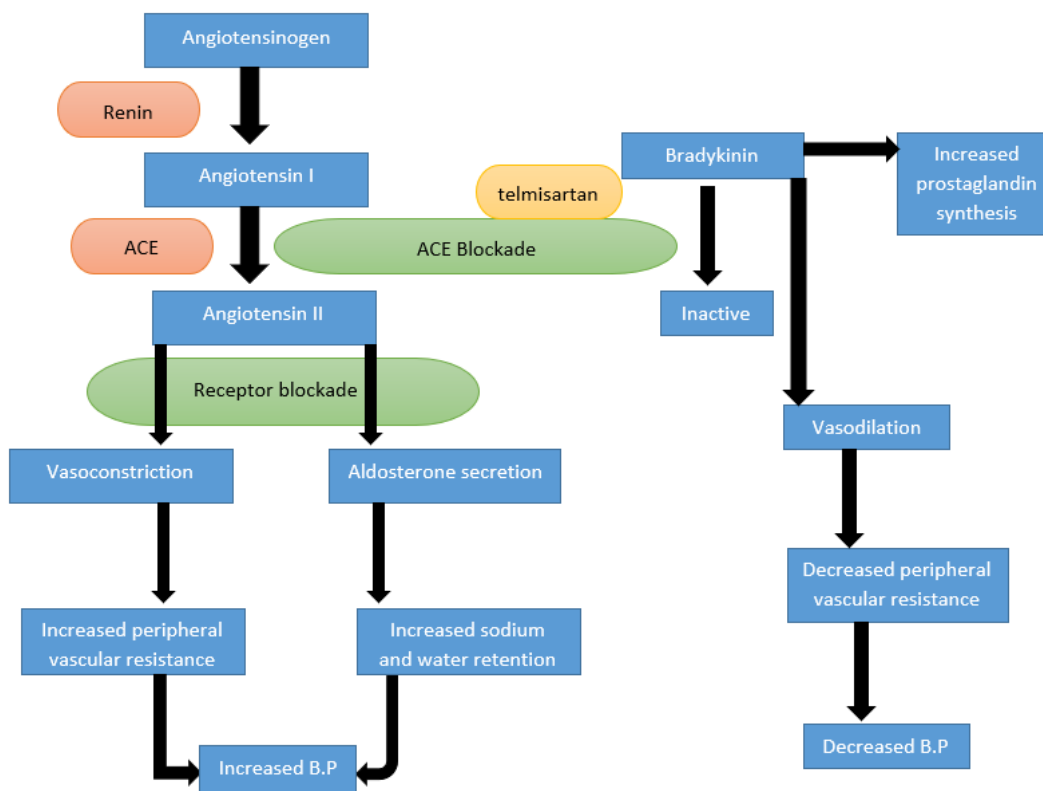 Angiotensinogen
Renin
Angiotensin I
ACE
Angiotensin II
Receptor blockade
Vasoconstriction
Aldosterone secretion
Increased peripheral
vascular resistance
Increased sodium
and water retention
Increased B.P
telmisartan
ACE Blockade
Bradykinin
Increased
prostaglandin
synthesis
Inactive
Vasodilation
Decreased peripheral
vascular resistance
Decreased B.P